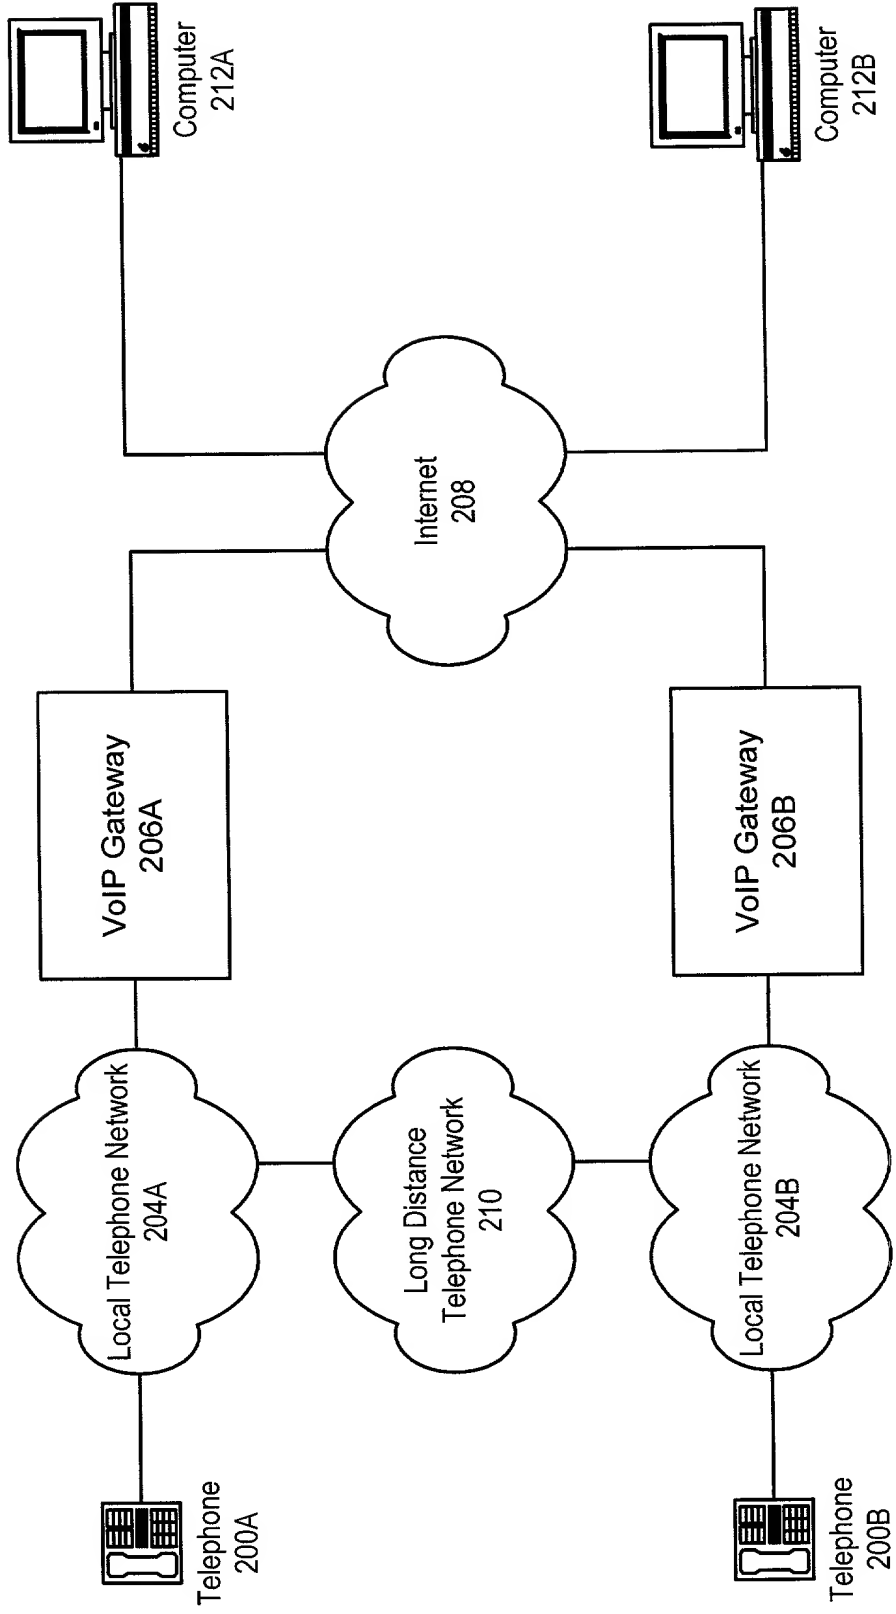 Telephone
200A
Local Telephone Network
204A
VoIP Gateway
206A
Computer
212A
Long Distance
Telephone Network
210
Internet
208
Telephone
200B
Local Telephone Network
204B
VoIP Gateway
206B
Computer
212B